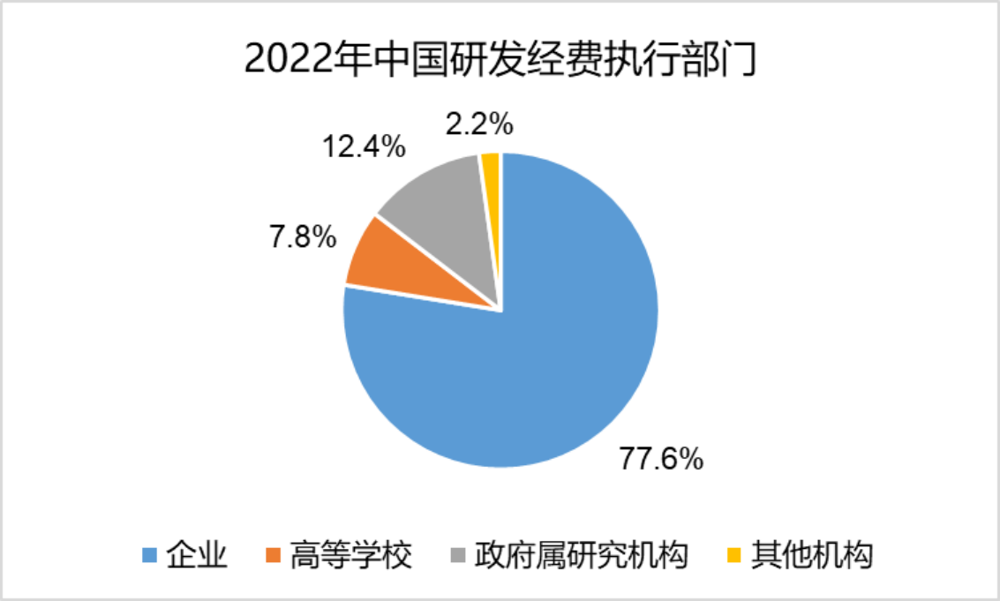 2022年中国研发经费执行部门
2.2%
12.4%
7.8%
77.6%
企业 高等学校 政府属研究机构 其他机构